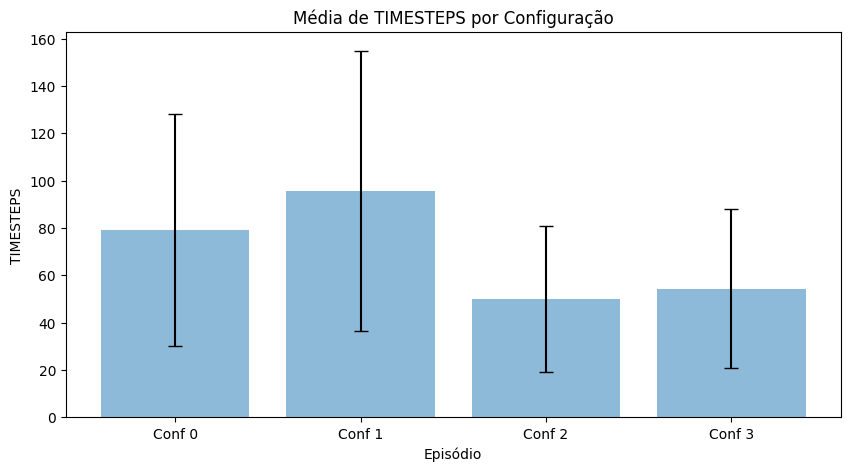 Média de TIMESTEPS por Configuração
TIMESTEPS
160
140
120
100
80
60
40
20
0
Conf 0
Conf 1
Conf 2
Conf 3
Episódio